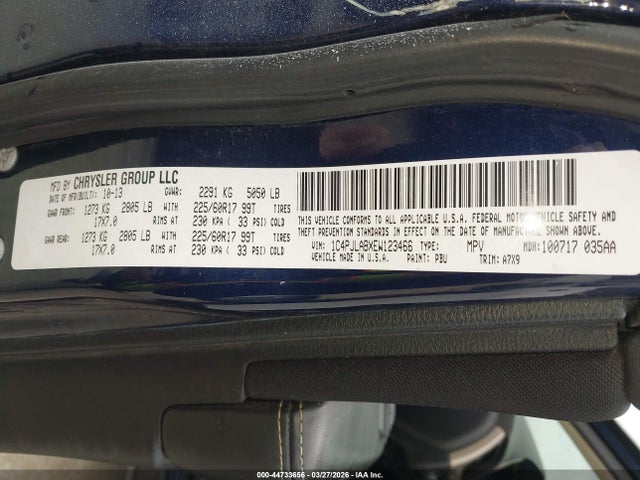 MFD BY CHRYSLER GROUP LLC
DATE OF MFR(BUILT): 10-13 GVWR: 2291 KG 5050 LB
GAWR FRONT: 1273 KG 2805 LB WITH 225/60R17 99T TIRES
17X7.0 RIMS AT 230 KPA ( 33 PSI) COLD
GAWR REAR: 1273 KG 2805 LB WITH 225/60R17 99T TIRES
17X7.0 RIMS AT 230 KPA ( 33 PSI) COLD
THIS VEHICLE CONFORMS TO ALL APPLICABLE U.S.A. FEDERAL MOTOR VEHICLE SAFETY AND
THEFT PREVENTION STANDARDS IN EFFECT ON THE DATE OF MANUFACTURE SHOWN ABOVE.
VIN: 1C4PJLABXEW123466 TYPE: MPV MDH: 100717 035AA
VEHICLE MADE IN U.S.A. PAINT: PBU TRIM: A7X9
000-44733656 - 03/27/2026 - IAAI.COM